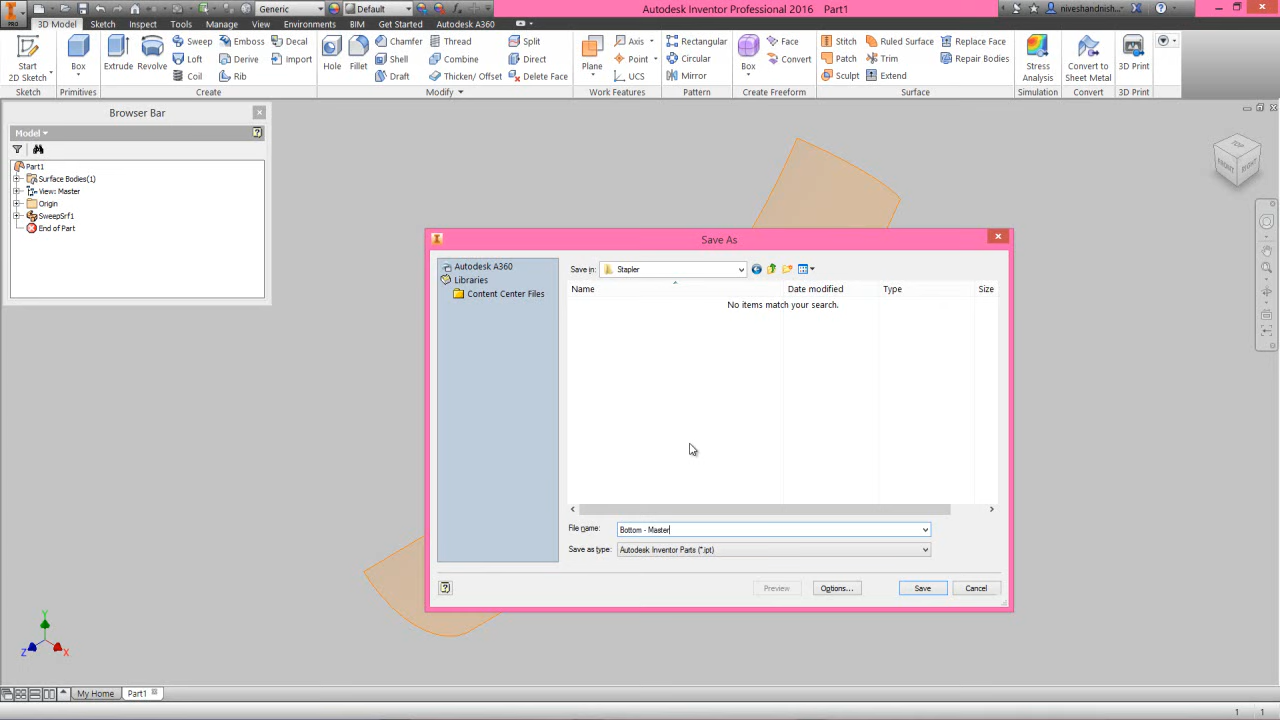 Generic
Default
Autodesk Inventor Professional 2016 Part1
niveshandnish...
PRO
3D Model Sketch Inspect Tools Manage View Environments BIM Get Started Autodesk A360
Start 2D Sketch
Box
Extrude
Revolve
Sweep
Loft
Coil
Emboss
Derive
Rib
Decal
Import
Hole
Fillet
Chamfer
Shell
Draft
Thread
Combine
Thicken/ Offset
Split
Direct
Delete Face
Plane
Axis
Point
UCS
Rectangular
Circular
Mirror
Box
Face
Convert
Stitch
Patch
Sculpt
Ruled Surface
Trim
Extend
Replace Face
Repair Bodies
Stress Analysis
Convert to Sheet Metal
3D Print
Sketch Primitives Create Modify Work Features Pattern Create Freeform Surface Simulation Convert 3D Print
Browser Bar
Model
Part1
Surface Bodies(1)
View: Master
Origin
SweepSrf1
End of Part
TOP
FRONT
RIGHT
Save As
Autodesk A360
Libraries
Content Center Files
Save in: Stapler
Name Date modified Type Size
No items match your search.
File name: Bottom - Master
Save as type: Autodesk Inventor Parts (*.ipt)
Preview Options... Save Cancel
Y
Z
X
My Home Part1
1 1